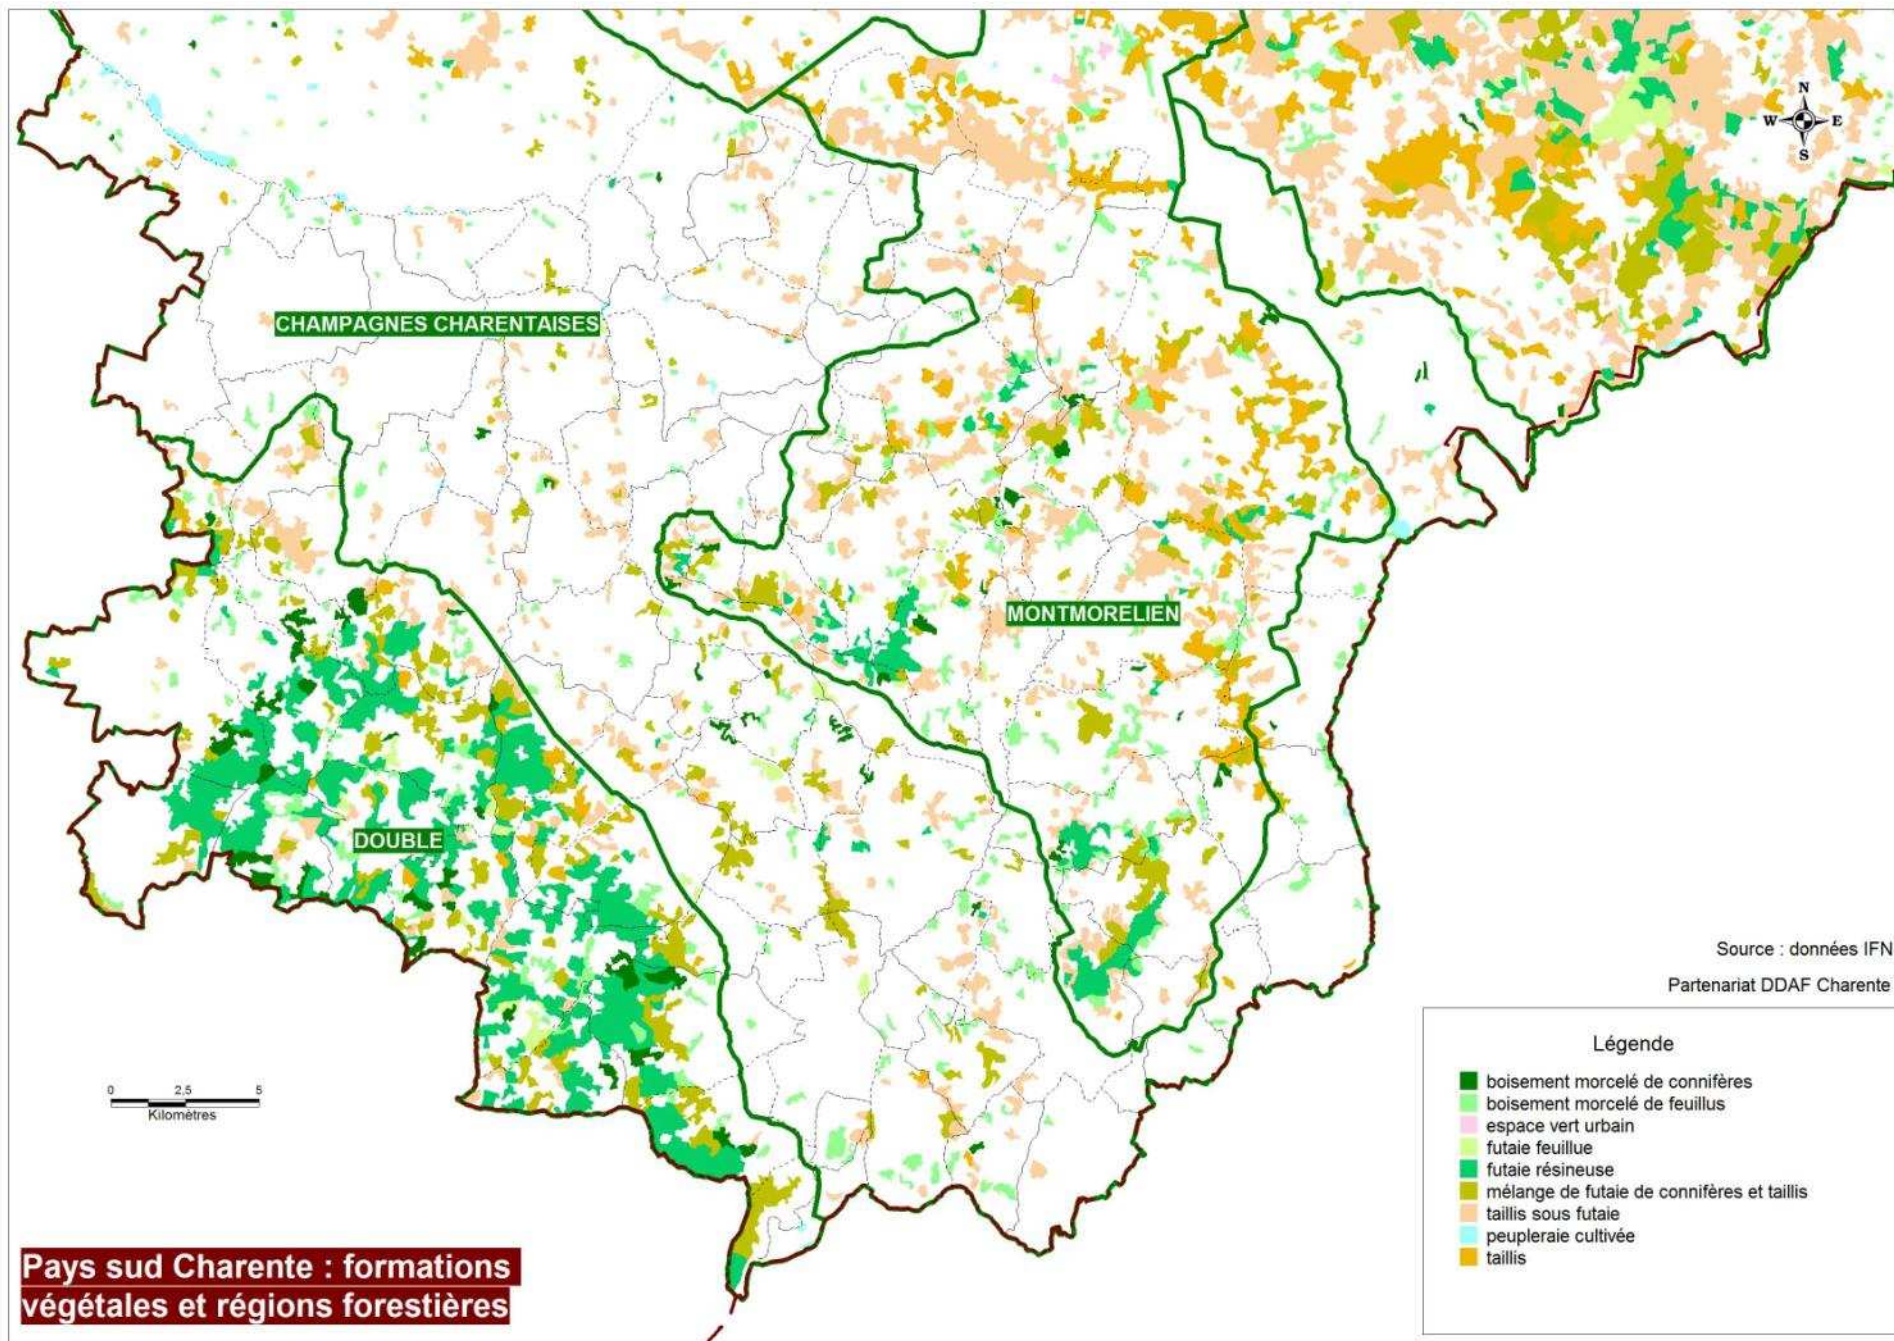 N
W E
S
CHAMPAGNES CHARENTAISES
MONTMORELIEN
DOUBLE
Source : données IFN
Partenariat DDAF Charente
0 2,5 5
Kilomètres
Légende
boisement morcelé de connifères
boisement morcelé de feuillus
espace vert urbain
futaie feuillue
futaie résineuse
mélange de futaie de connifères et taillis
taillis sous futaie
peupleraie cultivée
taillis
Pays sud Charente : formations
végétales et régions forestières